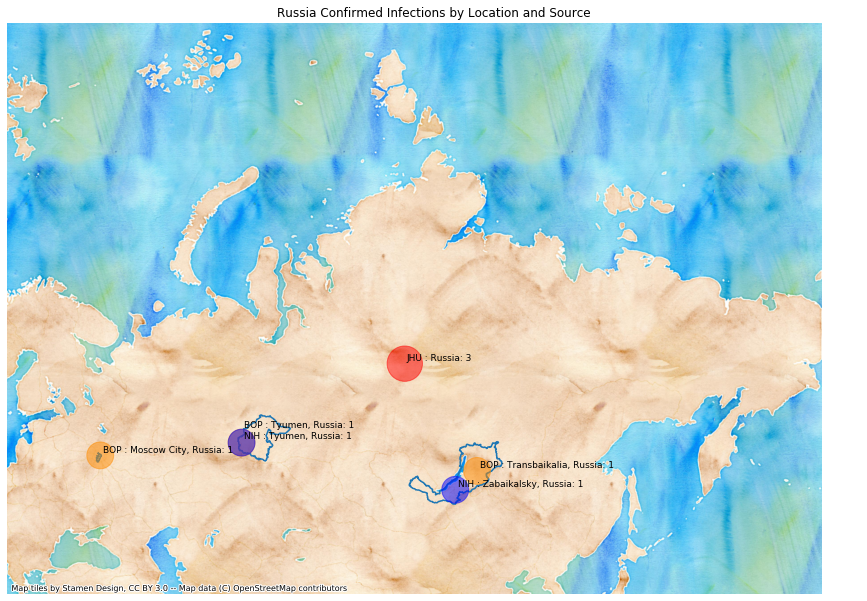 Russia Confirmed Infections by Location and Source
JHU : Russia: 3
BOP : Tyumen, Russia: 1
NIH : Tyumen, Russia: 1
BOP : Moscow City, Russia: 1
BOP : Transbaikalia, Russia: 1
NIH : Zabaikalsky, Russia: 1
Map tiles by Stamen Design, CC BY 3.0 -- Map data (C) OpenStreetMap contributors